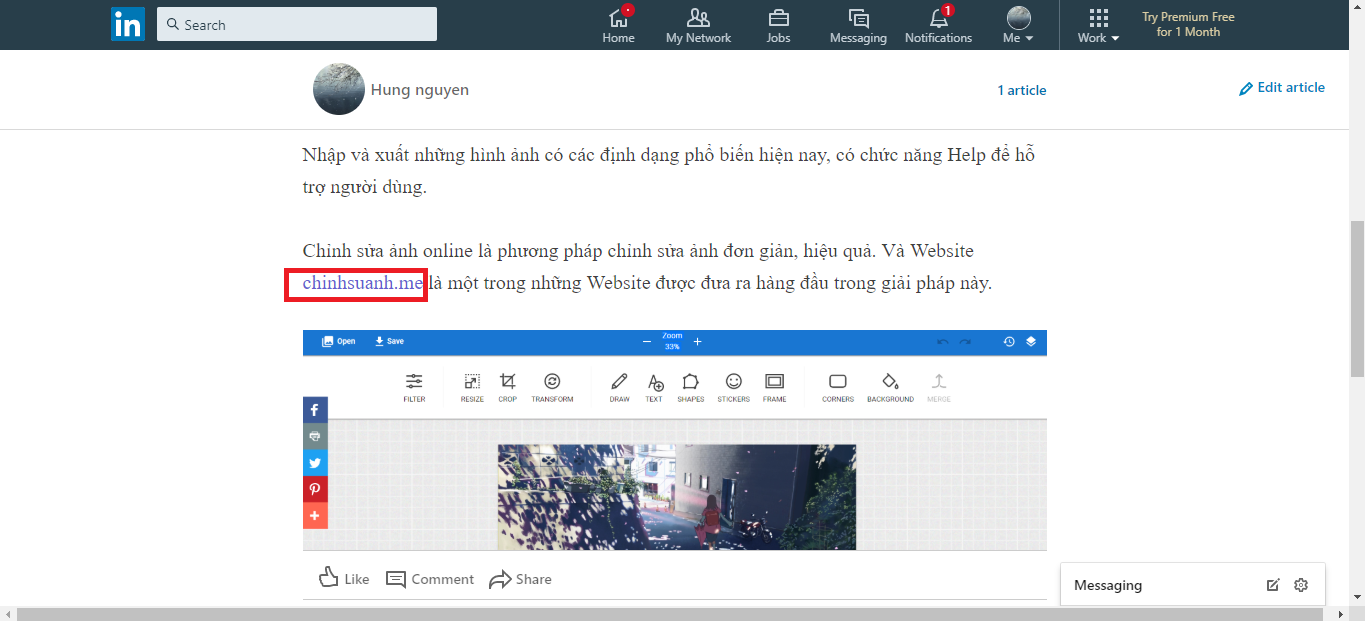 in
Search
Home
My Network
Jobs
Messaging
1
Notifications
Me
Work
Try Premium Free
for 1 Month
Hung nguyen
1 article
Edit article
Nhập và xuất những hình ảnh có các định dạng phổ biến hiện nay, có chức năng Help để hỗ
trợ người dùng.
Chỉnh sửa ảnh online là phương pháp chỉnh sửa ảnh đơn giản, hiệu quả. Và Website
chinhsuanh.me là một trong những Website được đưa ra hàng đầu trong giải pháp này.
Open
Save
Zoom
33%
FILTER
RESIZE
CROP
TRANSFORM
DRAW
TEXT
SHAPES
STICKERS
FRAME
CORNERS
BACKGROUND
MERGE
Like
Comment
Share
Messaging